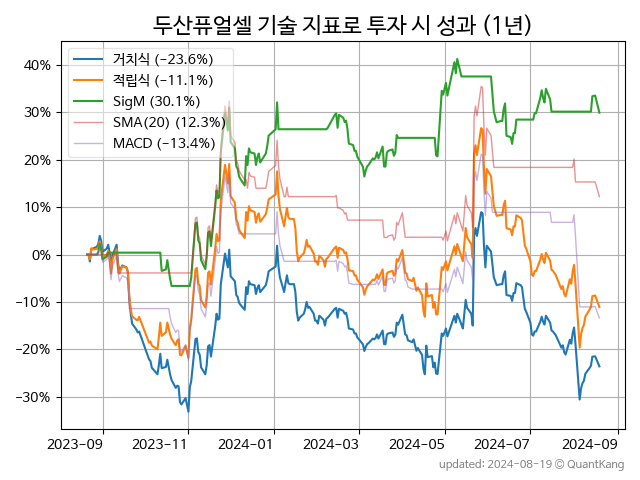 두산퓨얼셀 기술 지표로 투자 시 성과 (1년)
거치식 (−23.6%)
적립식 (−11.1%)
SigM (30.1%)
SMA(20) (12.3%)
MACD (−13.4%)
40%
30%
20%
10%
0%
−10%
−20%
−30%
2023-09 2023-11 2024-01 2024-03 2024-05 2024-07 2024-09
updated: 2024-08-19 © QuantKang